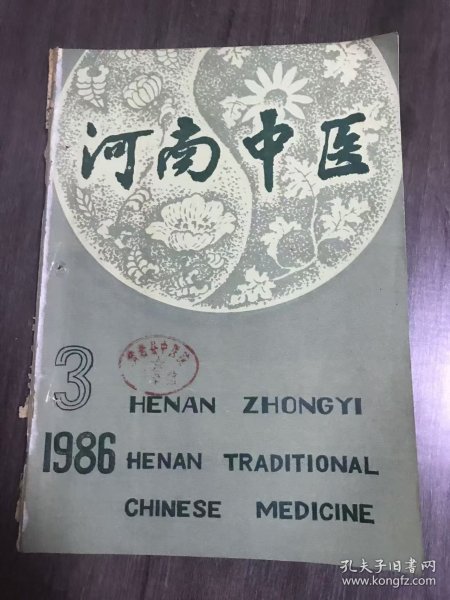 河南中医
3
1986
HENAN ZHONGYI
HENAN TRADITIONAL
CHINESE MEDICINE
孔夫子旧书网
www.kongfz.com